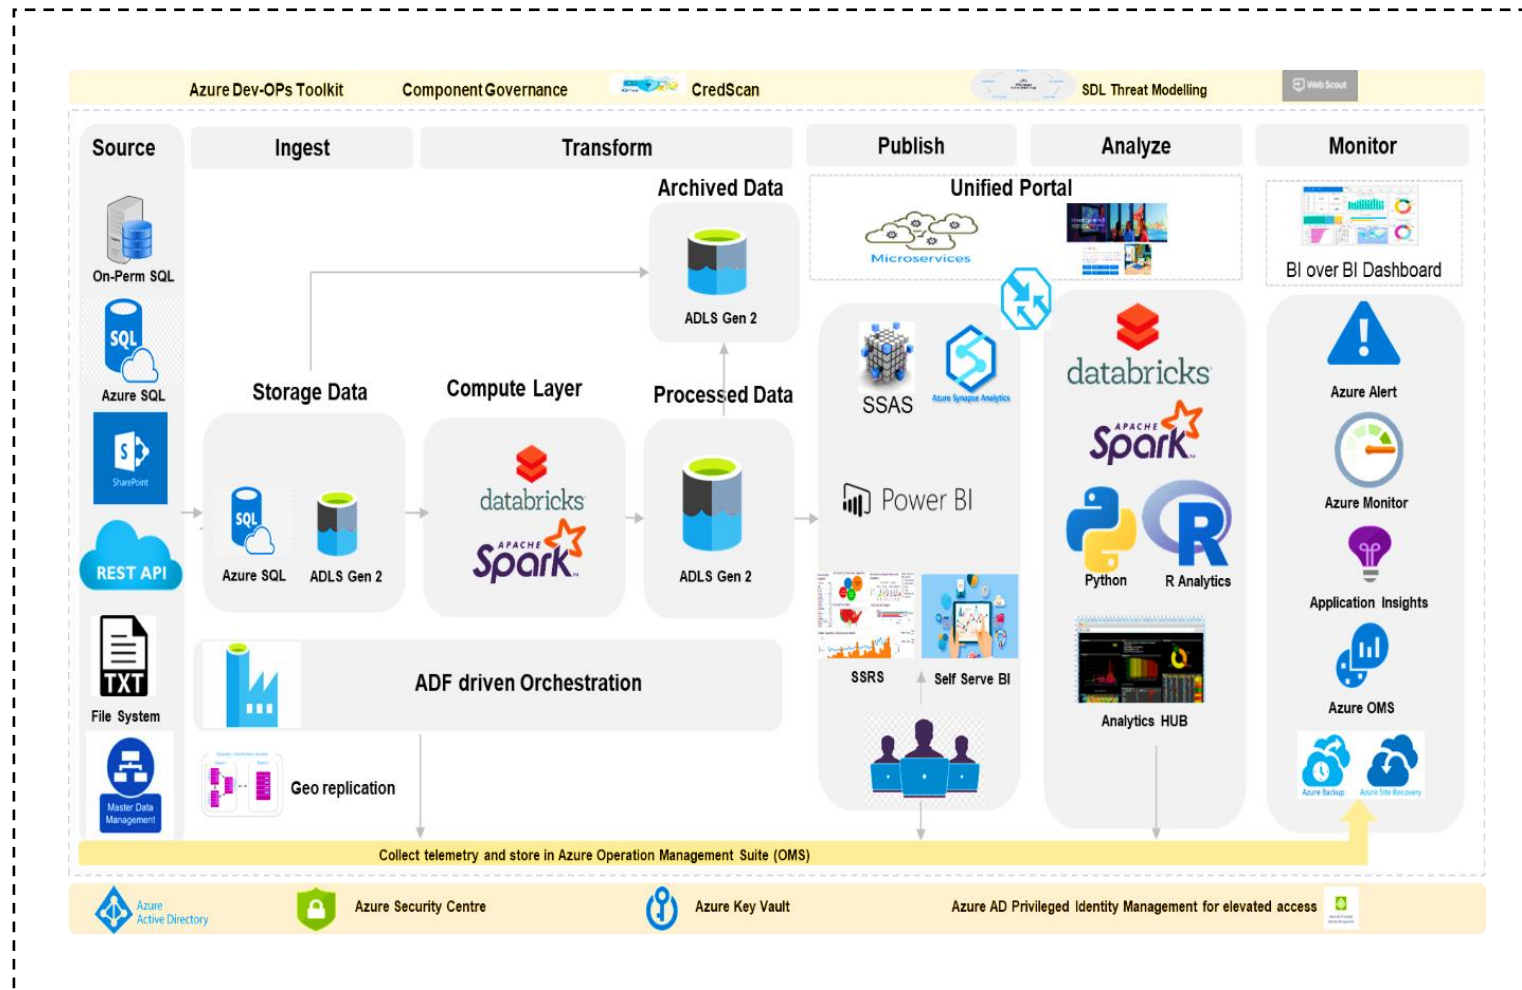 Azure Dev-OPs Toolkit
Component Governance
CredScan
SDL Threat Modelling
Web Scout
Source
Ingest
Transform
Publish
Analyze
Monitor
On-Perm SQL
SQL
Azure SQL
S
SharePoint
REST API
TXT
File System
Master Data
Management
Archived Data
ADLS Gen 2
Storage Data
Compute Layer
Processed Data
SQL
Azure SQL
ADLS Gen 2
databricks
APACHE
Spark
ADLS Gen 2
ADF driven Orchestration
Geo replication
Unified Portal
Microservices
SSAS
Azure Synapse Analytics
Power BI
SSRS
Self Serve BI
databricks
APACHE
Spark
Python
R
R Analytics
Analytics HUB
BI over BI Dashboard
Azure Alert
Azure Monitor
Application Insights
Azure OMS
Azure Backup
Azure Site Recovery
Collect telemetry and store in Azure Operation Management Suite (OMS)
Azure
Active Directory
Azure Security Centre
Azure Key Vault
Azure AD Privileged Identity Management for elevated access